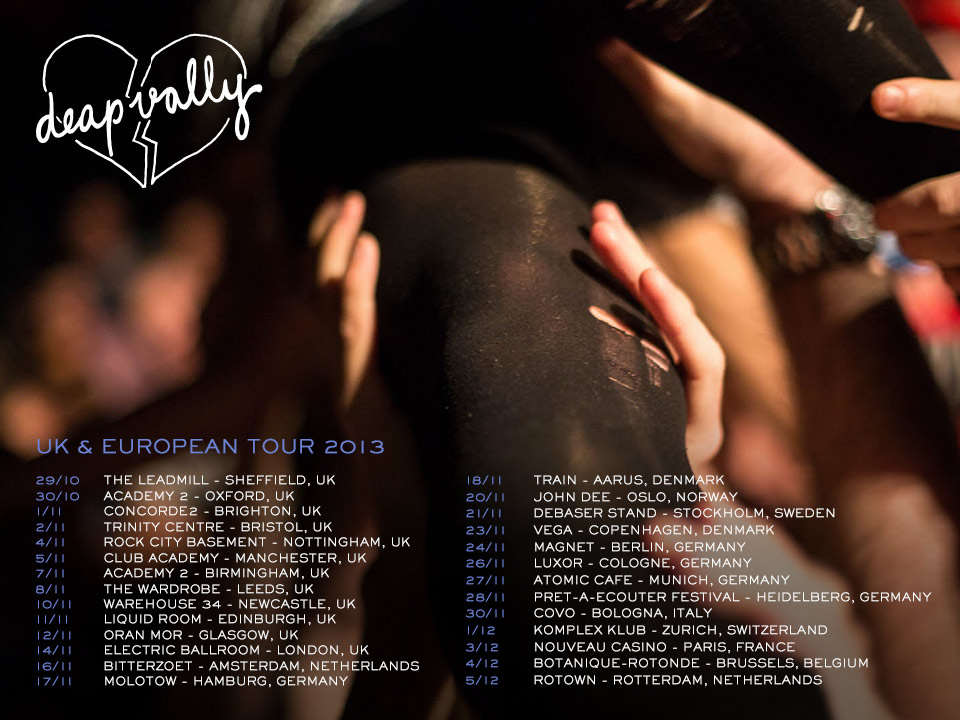 deap vally
UK & EUROPEAN TOUR 2013
29/10 THE LEADMILL - SHEFFIELD, UK
30/10 ACADEMY 2 - OXFORD, UK
1/11 CONCORDE2 - BRIGHTON, UK
2/11 TRINITY CENTRE - BRISTOL, UK
4/11 ROCK CITY BASEMENT - NOTTINGHAM, UK
5/11 CLUB ACADEMY - MANCHESTER, UK
7/11 ACADEMY 2 - BIRMINGHAM, UK
8/11 THE WARDROBE - LEEDS, UK
10/11 WAREHOUSE 34 - NEWCASTLE, UK
11/11 LIQUID ROOM - EDINBURGH, UK
12/11 ORAN MOR - GLASGOW, UK
14/11 ELECTRIC BALLROOM - LONDON, UK
16/11 BITTERZOET - AMSTERDAM, NETHERLANDS
17/11 MOLOTOW - HAMBURG, GERMANY
18/11 TRAIN - AARUS, DENMARK
20/11 JOHN DEE - OSLO, NORWAY
21/11 DEBASER STAND - STOCKHOLM, SWEDEN
23/11 VEGA - COPENHAGEN, DENMARK
24/11 MAGNET - BERLIN, GERMANY
26/11 LUXOR - COLOGNE, GERMANY
27/11 ATOMIC CAFE - MUNICH, GERMANY
28/11 PRET-A-ECOUTER FESTIVAL - HEIDELBERG, GERMANY
30/11 COVO - BOLOGNA, ITALY
1/12 KOMPLEX KLUB - ZURICH, SWITZERLAND
3/12 NOUVEAU CASINO - PARIS, FRANCE
4/12 BOTANIQUE-ROTONDE - BRUSSELS, BELGIUM
5/12 ROTOWN - ROTTERDAM, NETHERLANDS